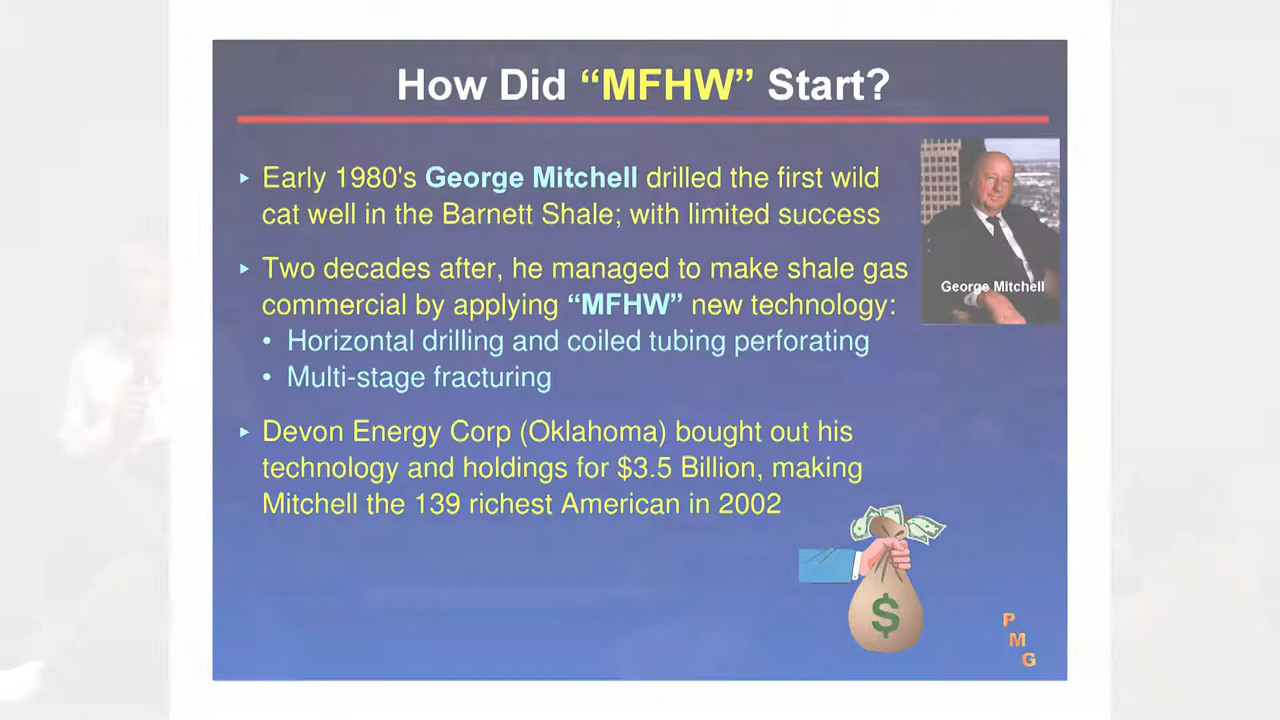 How Did “MFHW” Start?
Early 1980's George Mitchell drilled the first wild
cat well in the Barnett Shale; with limited success
Two decades after, he managed to make shale gas
commercial by applying “MFHW” new technology:
• Horizontal drilling and coiled tubing perforating
• Multi-stage fracturing
Devon Energy Corp (Oklahoma) bought out his
technology and holdings for $3.5 Billion, making
Mitchell the 139 richest American in 2002
George Mitchell
$
P
M
G